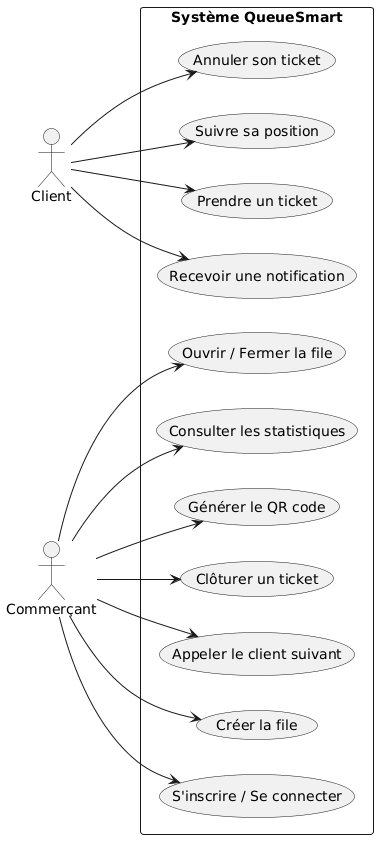 Système QueueSmart
Annuler son ticket
Suivre sa position
Client
Prendre un ticket
Recevoir une notification
Ouvrir / Fermer la file
Consulter les statistiques
Générer le QR code
Clôturer un ticket
Commerçant
Appeler le client suivant
Créer la file
S'inscrire / Se connecter